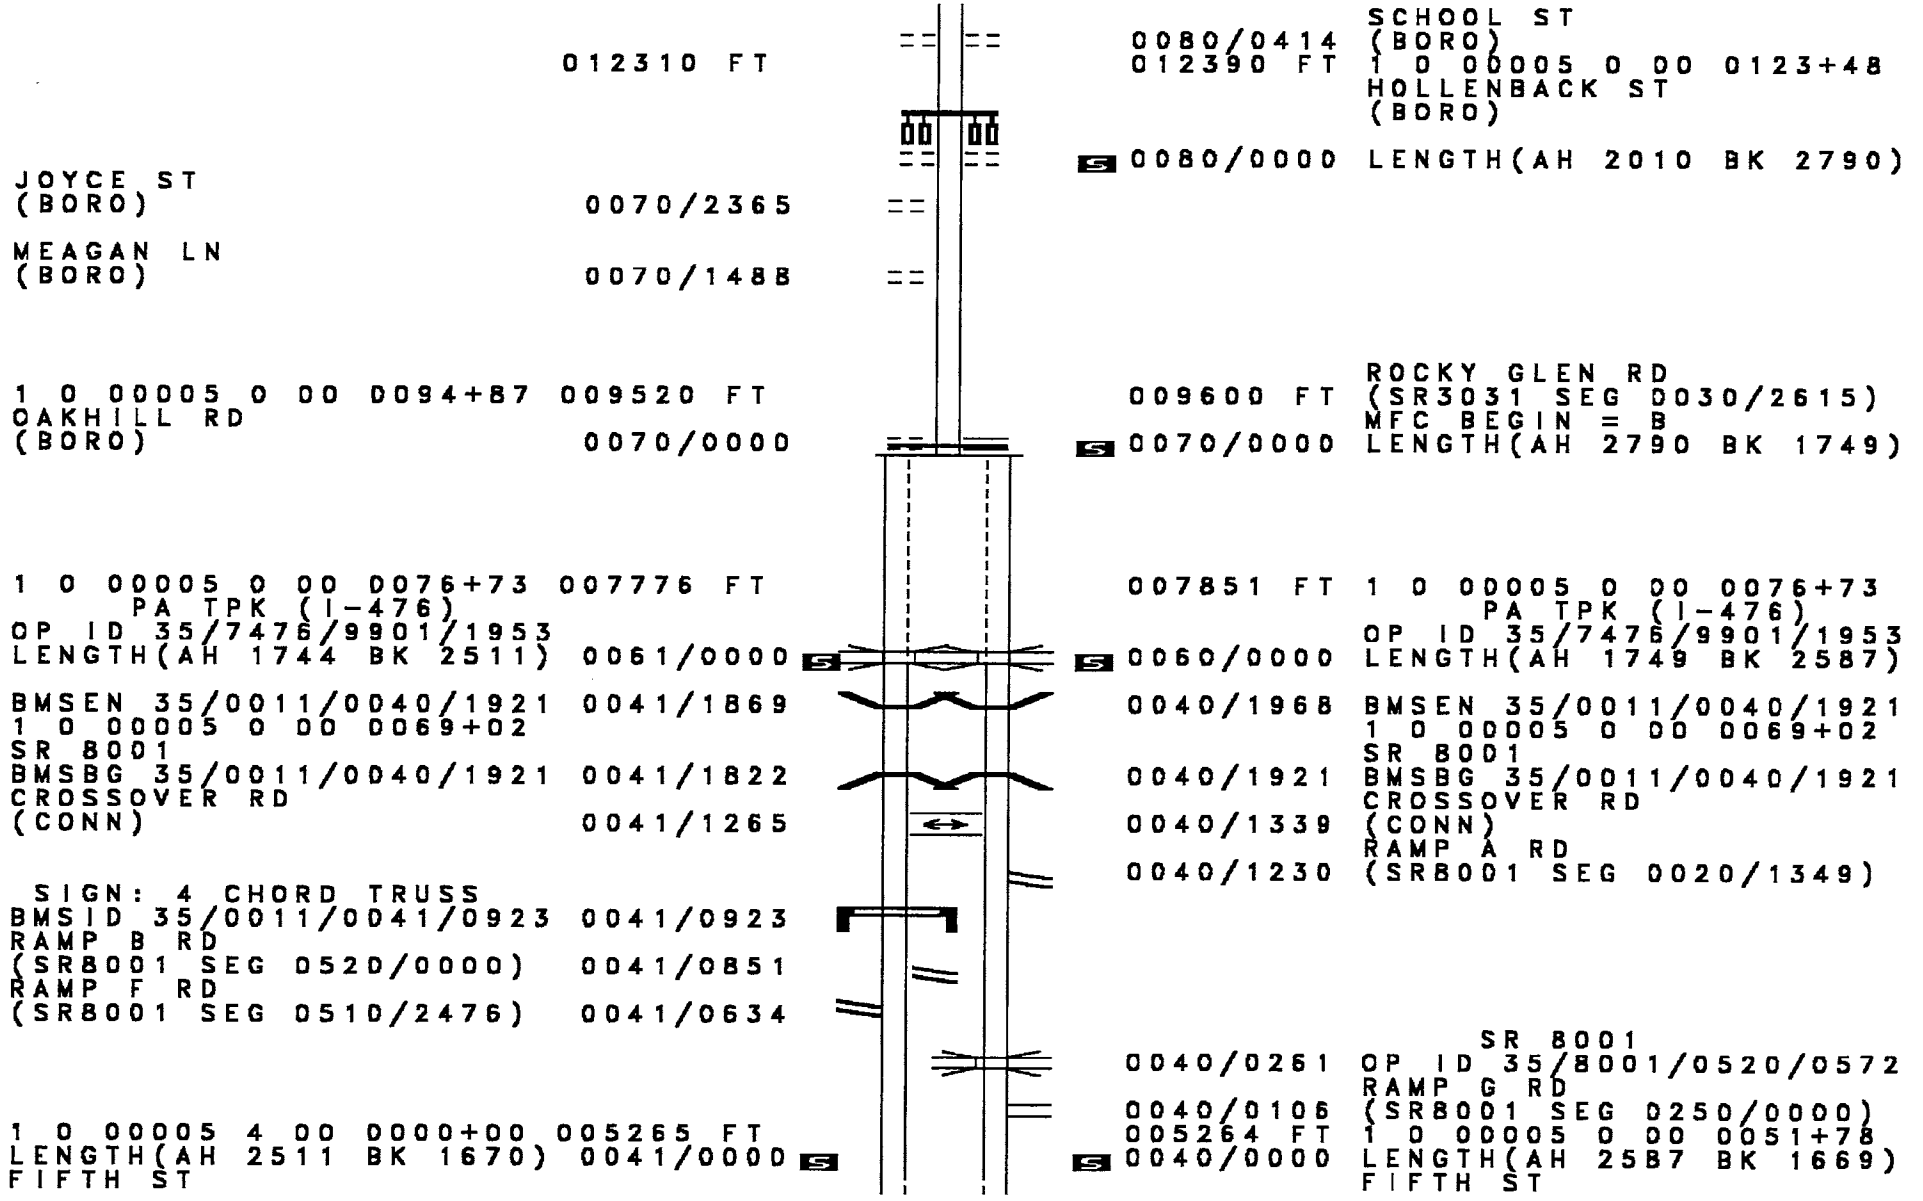 SCHOOL ST
0080/0414 (BORO)
012310 FT 012390 FT 1 0 00005 0 00 0123+48
HOLLENBACK ST
(BORO)
S 0080/0000 LENGTH(AH 2010 BK 2790)
JOYCE ST
(BORO) 0070/2365
MEAGAN LN
(BORO) 0070/1488
ROCKY GLEN RD
1 0 00005 0 00 0094+87 009520 FT 009600 FT (SR3031 SEG 0030/2615)
OAKHILL RD MFC BEGIN = B
(BORO) 0070/0000 S 0070/0000 LENGTH(AH 2790 BK 1749)
1 0 00005 0 00 0076+73 007776 FT 007851 FT 1 0 00005 0 00 0076+73
PA TPK (I-476) PA TPK (I-476)
OP ID 35/7476/9901/1953 OP ID 35/7476/9901/1953
LENGTH(AH 1744 BK 2511) 0061/0000 S S 0060/0000 LENGTH(AH 1749 BK 2587)
BMSEN 35/0011/0040/1921 0041/1869 0040/1968 BMSEN 35/0011/0040/1921
1 0 00005 0 00 0069+02 1 0 00005 0 00 0069+02
SR 8001 SR 8001
BMSBG 35/0011/0040/1921 0041/1822 0040/1921 BMSBG 35/0011/0040/1921
CROSSOVER RD CROSSOVER RD
(CONN) 0041/1265 0040/1339 (CONN)
RAMP A RD
0040/1230 (SR8001 SEG 0020/1349)
SIGN: 4 CHORD TRUSS
BMSID 35/0011/0041/0923 0041/0923
RAMP B RD
(SR8001 SEG 0520/0000) 0041/0851
RAMP F RD
(SR8001 SEG 0510/2476) 0041/0634
SR 8001
0040/0261 OP ID 35/8001/0520/0572
RAMP G RD
0040/0106 (SR8001 SEG 0250/0000)
1 0 00005 4 00 0000+00 005265 FT 005264 FT 1 0 00005 0 00 0051+78
LENGTH(AH 2511 BK 1670) 0041/0000 S S 0040/0000 LENGTH(AH 2587 BK 1669)
FIFTH ST FIFTH ST